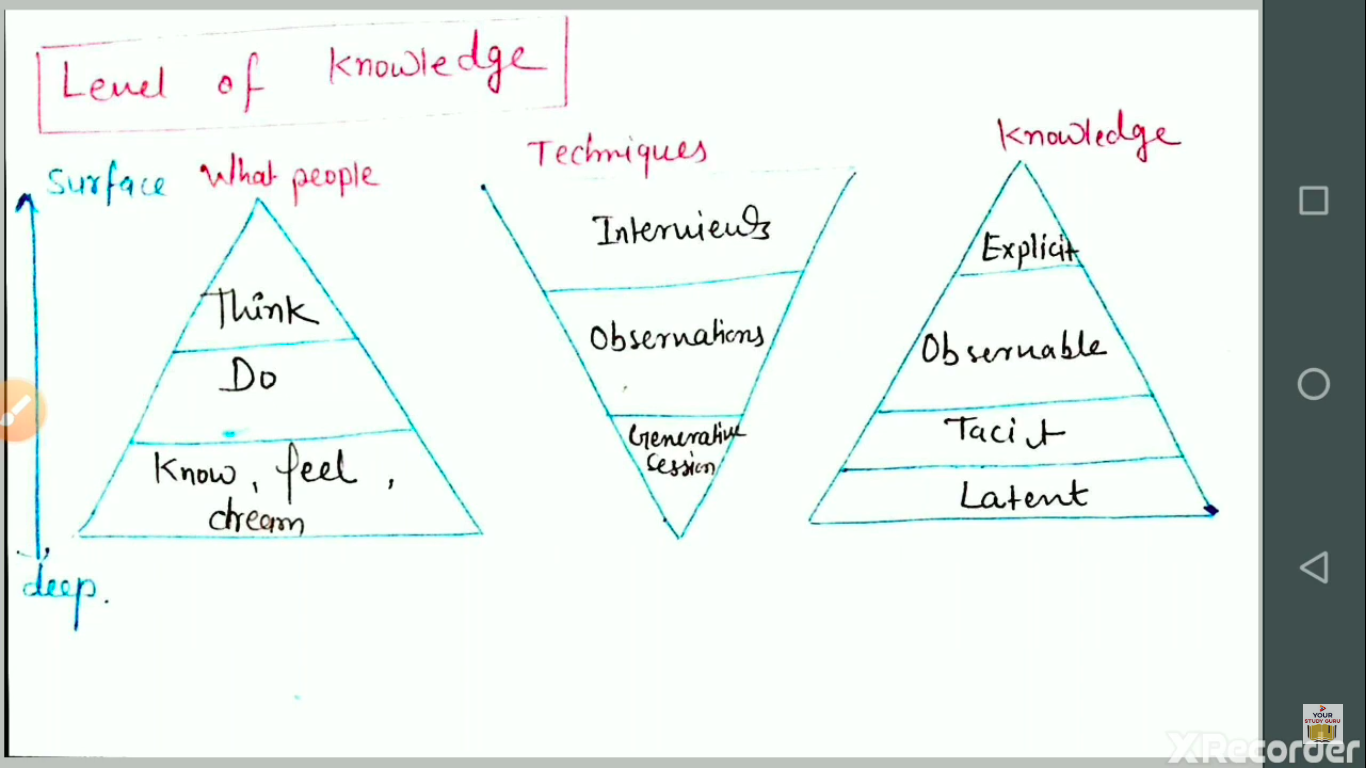 Level of Knowledge
Surface
What people
Think
Do
Know, feel,
dream
deep.
Techniques
Interviews
Observations
Generative
Session
Knowledge
Explicit
Observable
Tacit
Latent
YOUR
STUDY GURU
XRecorder